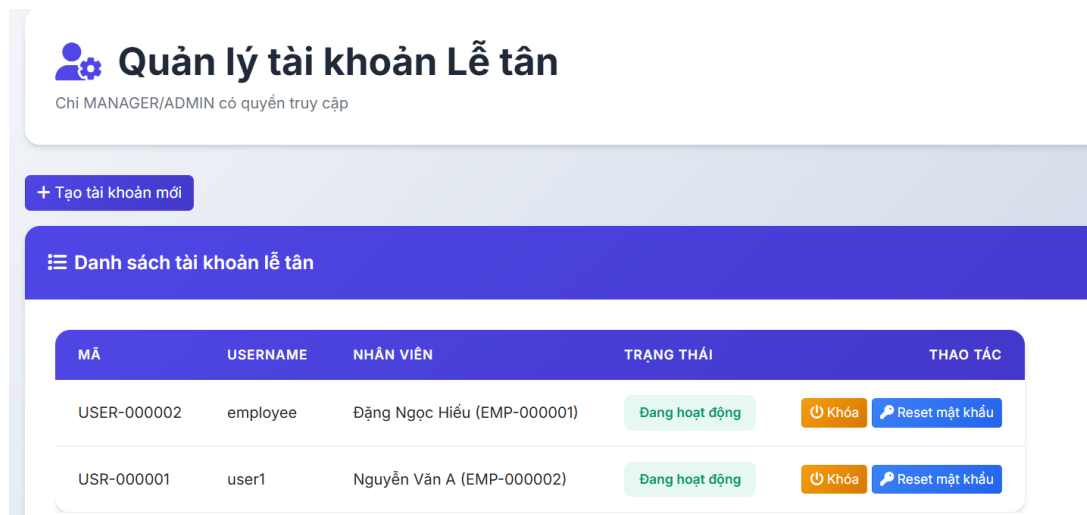 Quản lý tài khoản Lễ tân
Chỉ MANAGER/ADMIN có quyền truy cập
Tạo tài khoản mới
Danh sách tài khoản lễ tân
MÃ USERNAME NHÂN VIÊN TRẠNG THÁI THAO TÁC
USER-000002 employee Đặng Ngọc Hiếu (EMP-000001) Đang hoạt động Khóa Reset mật khẩu
USR-000001 user1 Nguyễn Văn A (EMP-000002) Đang hoạt động Khóa Reset mật khẩu